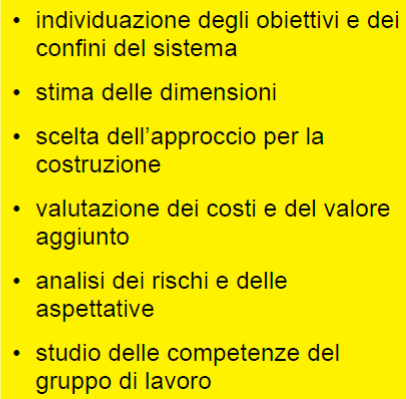 • individuazione degli obiettivi e dei
confini del sistema
• stima delle dimensioni
• scelta dell’approccio per la
costruzione
• valutazione dei costi e del valore
aggiunto
• analisi dei rischi e delle
aspettative
• studio delle competenze del
gruppo di lavoro